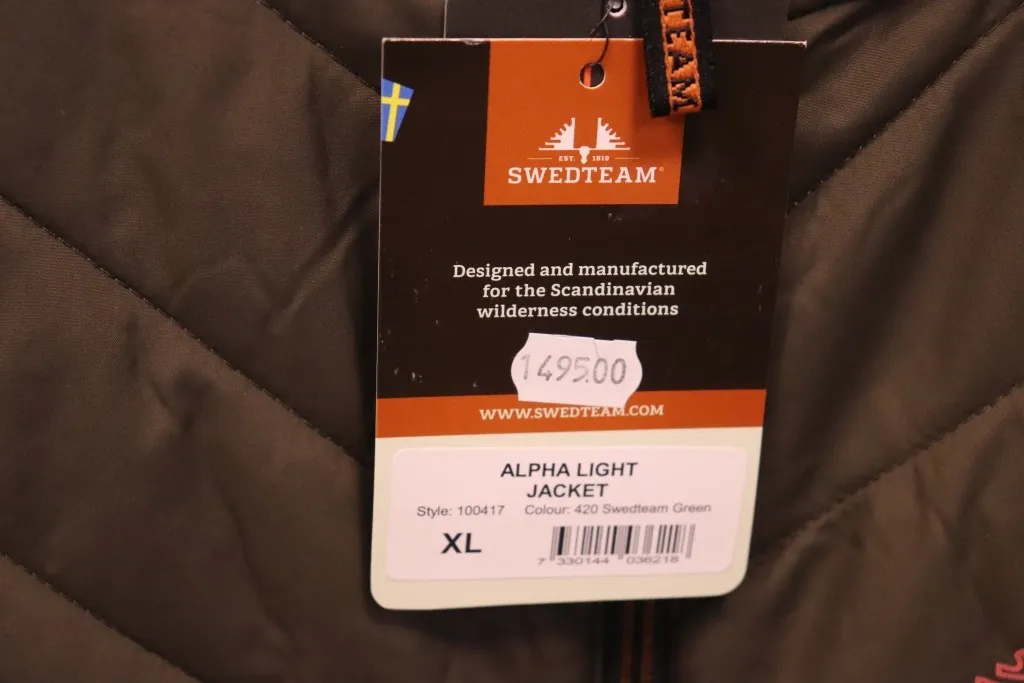 TEAM
EST. 1919
SWEDTEAM®
Designed and manufactured
for the Scandinavian
wilderness conditions
1495.00
WWW.SWEDTEAM.COM
ALPHA LIGHT
JACKET
Style: 100417 Colour: 420 Swedteam Green
XL
7 330144 036218